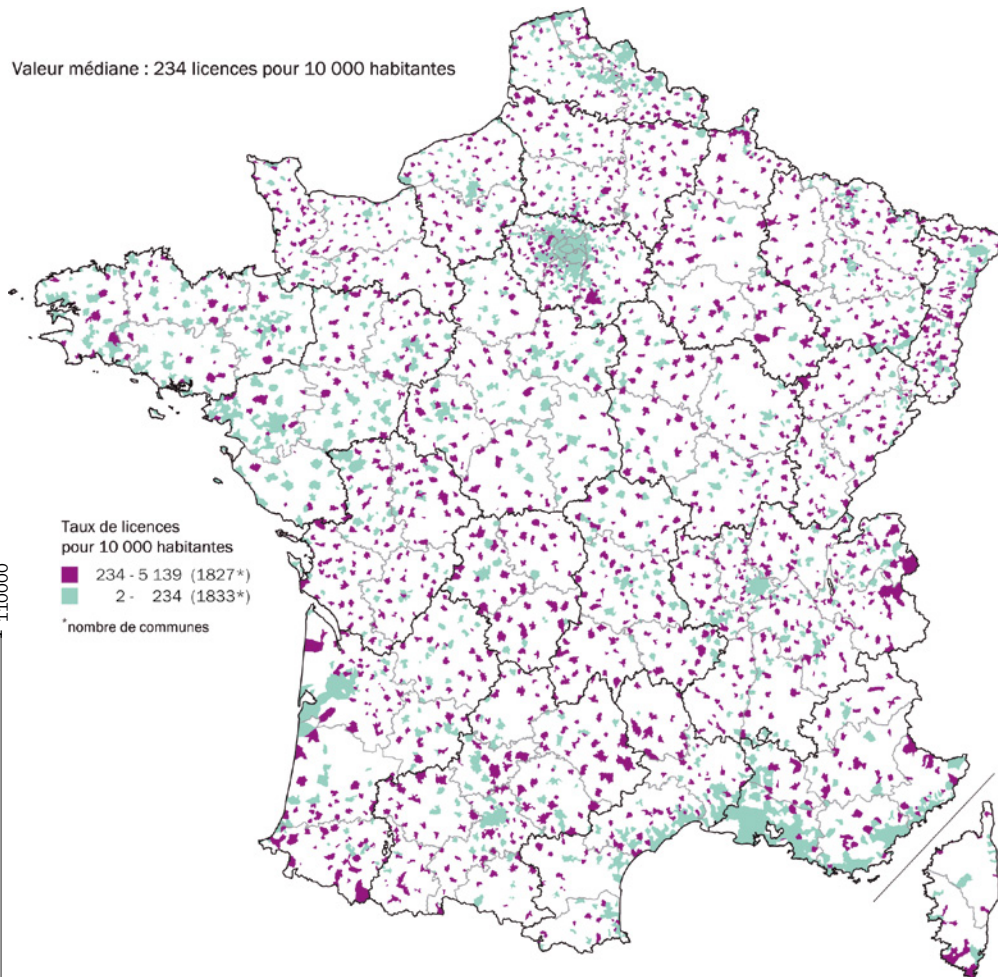 Valeur médiane : 234 licences pour 10 000 habitantes
Taux de licences
pour 10 000 habitantes
234 - 5 139 (1827*)
2 - 234 (1833*)
*nombre de communes